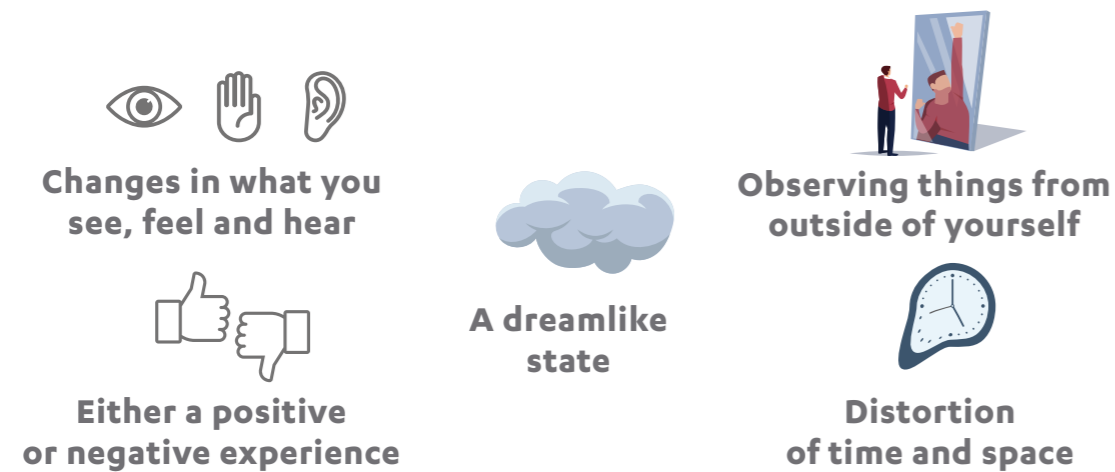 Changes in what you
see, feel and hear
Either a positive
or negative experience
A dreamlike
state
Observing things from
outside of yourself
Distortion
of time and space